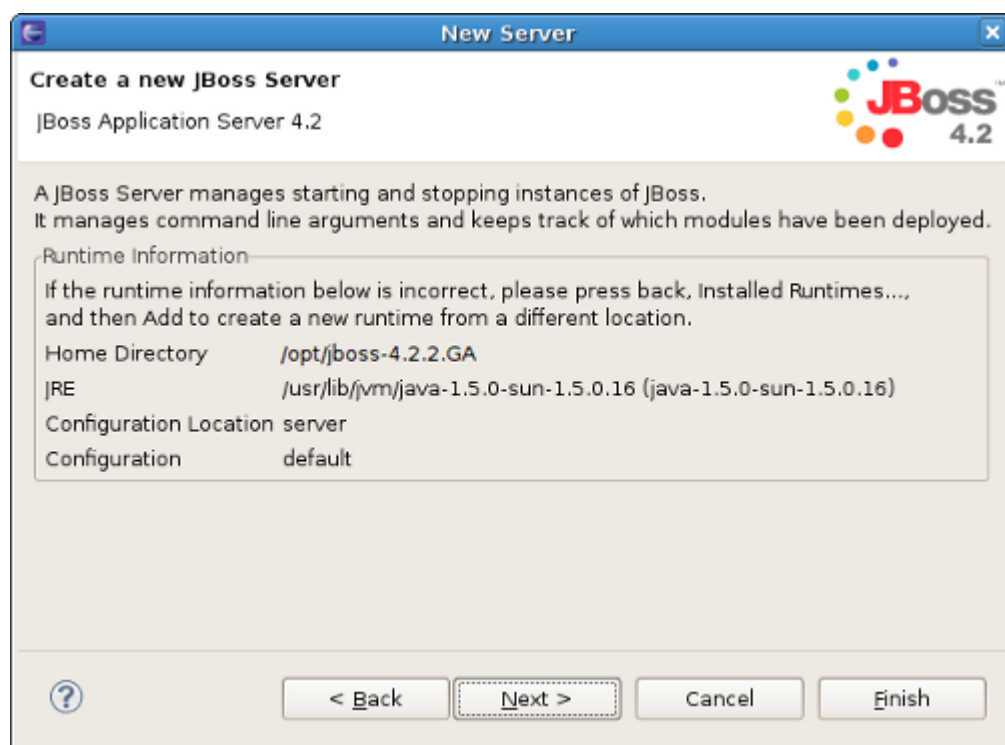 New Server
Create a new JBoss Server
JBoss Application Server 4.2
JBoss™
4.2
A JBoss Server manages starting and stopping instances of JBoss.
It manages command line arguments and keeps track of which modules have been deployed.
Runtime Information
If the runtime information below is incorrect, please press back, Installed Runtimes...,
and then Add to create a new runtime from a different location.
Home Directory /opt/jboss-4.2.2.GA
JRE /usr/lib/jvm/java-1.5.0-sun-1.5.0.16 (java-1.5.0-sun-1.5.0.16)
Configuration Location server
Configuration default
? < Back Next > Cancel Finish